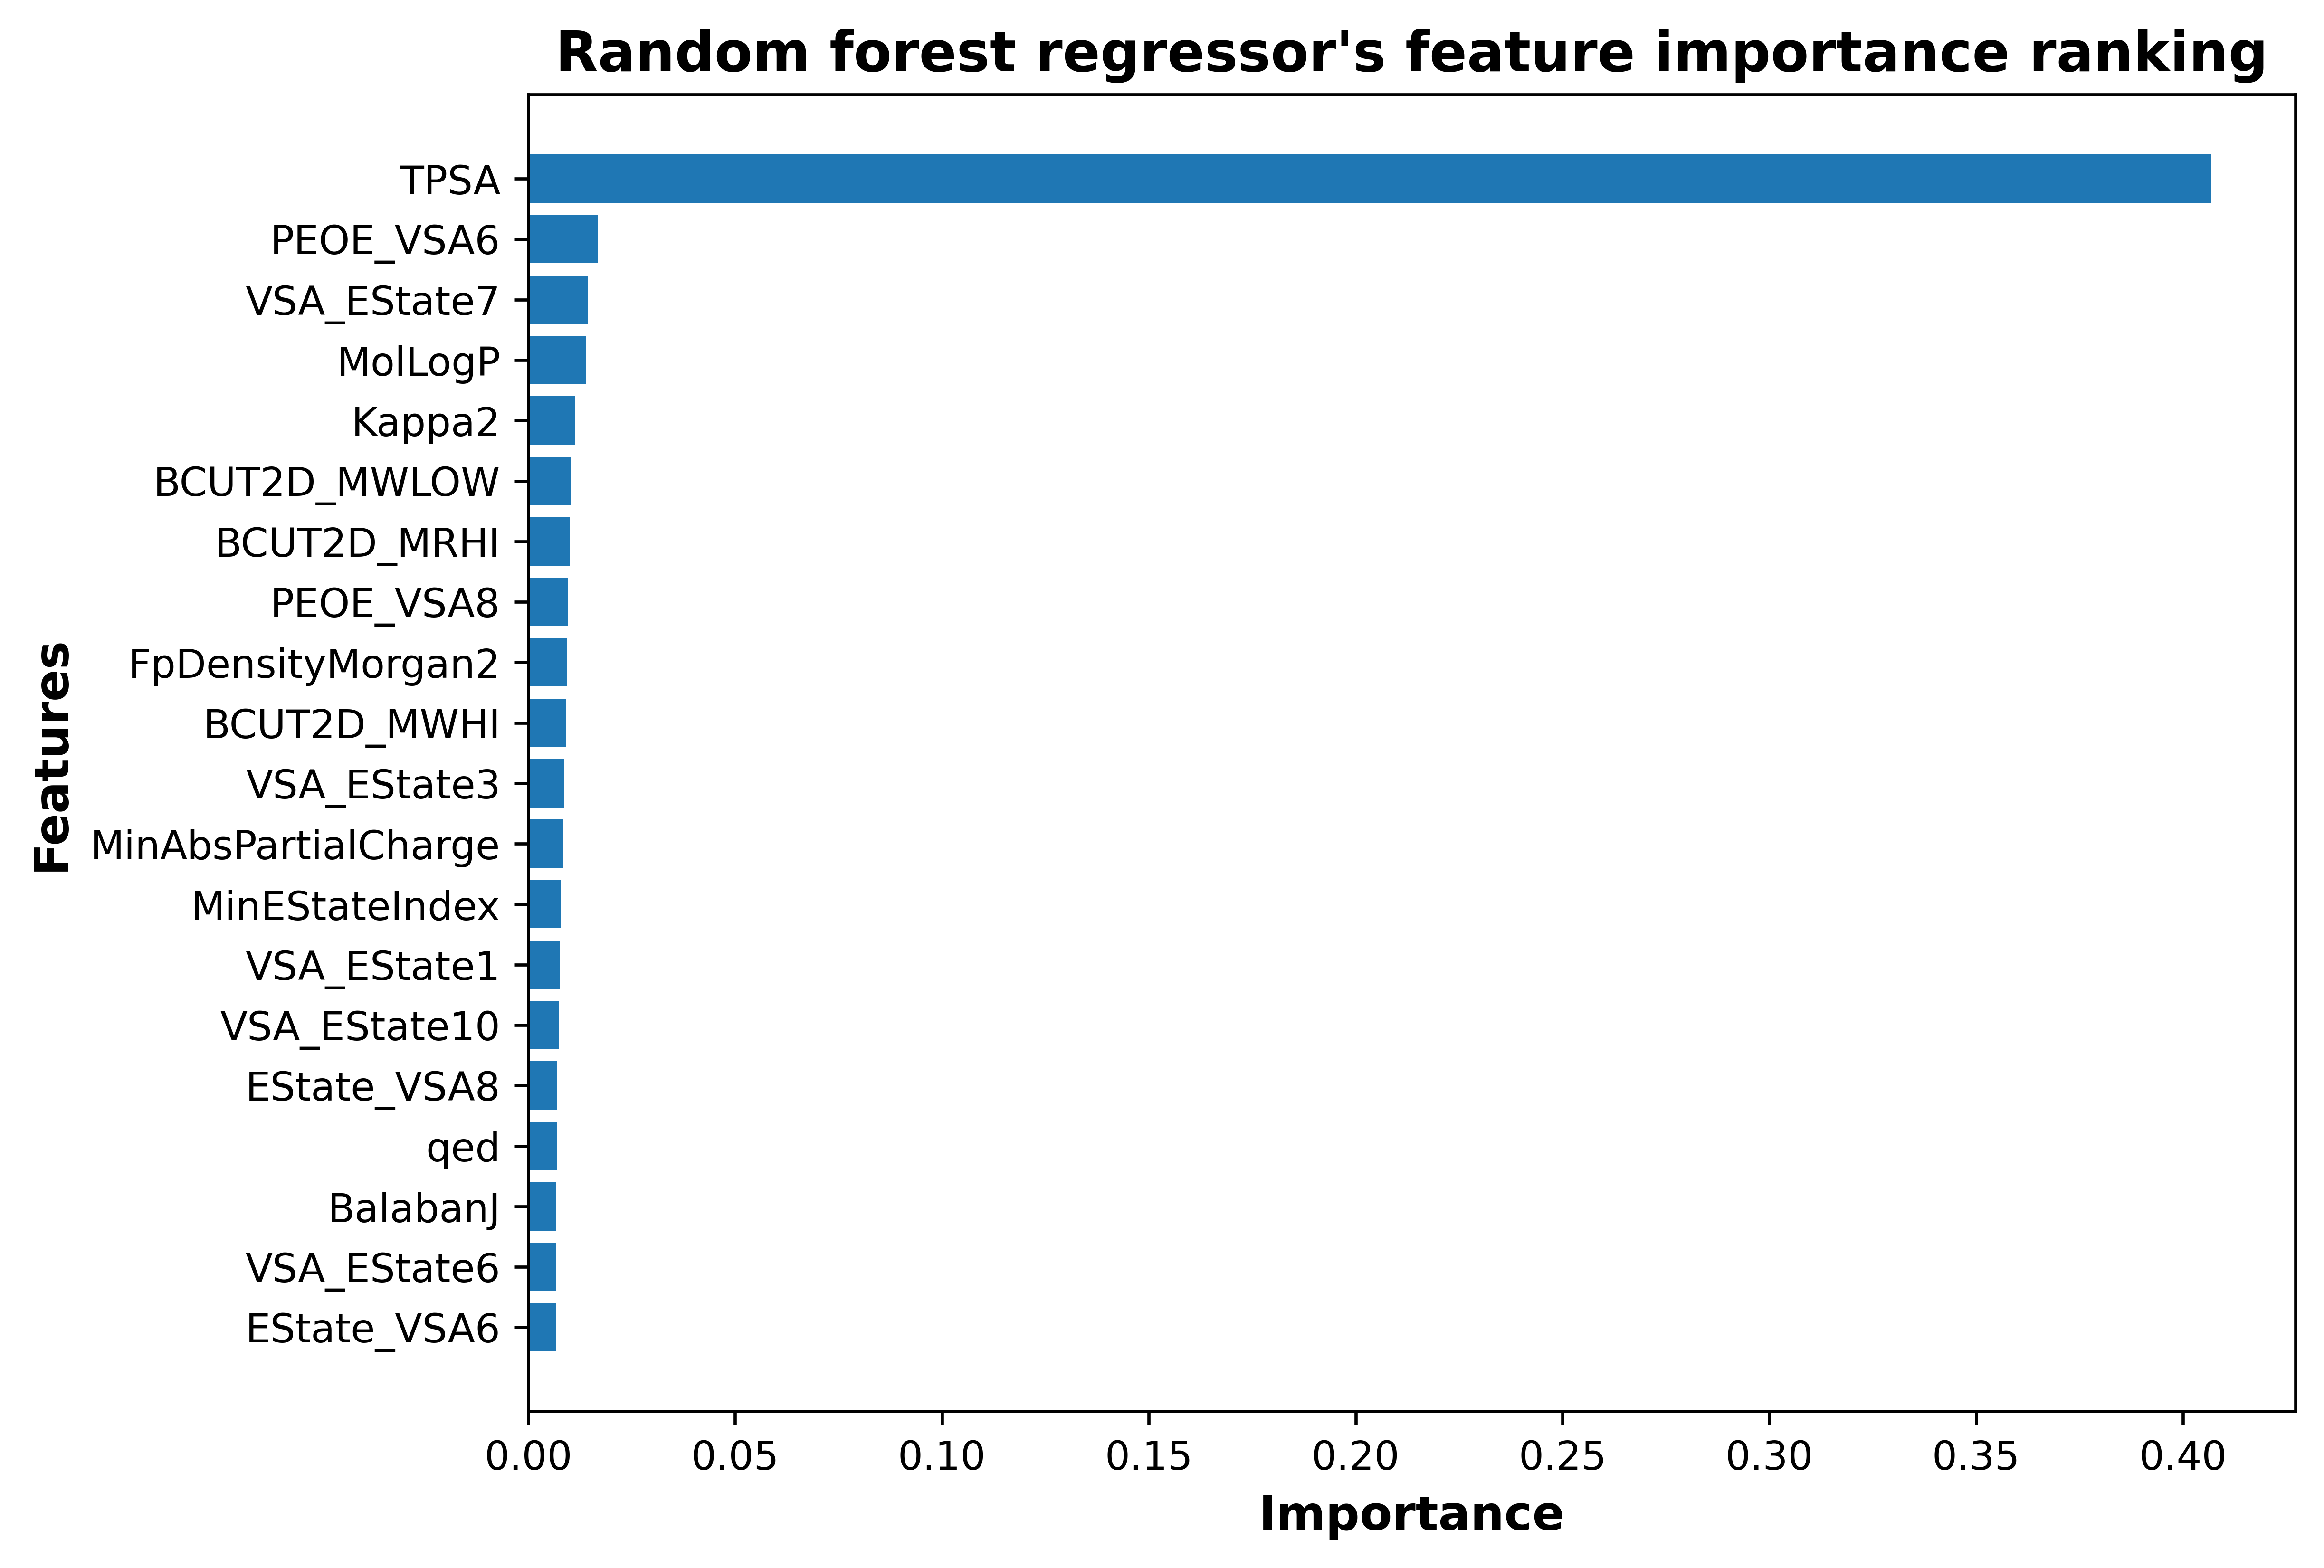 Random forest regressor's feature importance ranking
TPSA
PEOE_VSA6
VSA_EState7
MolLogP
Kappa2
BCUT2D_MWLOW
BCUT2D_MRHI
PEOE_VSA8
FpDensityMorgan2
BCUT2D_MWHI
VSA_EState3
MinAbsPartialCharge
MinEStateIndex
VSA_EState1
VSA_EState10
EState_VSA8
qed
BalabanJ
VSA_EState6
EState_VSA6
Features
0.00 0.05 0.10 0.15 0.20 0.25 0.30 0.35 0.40
Importance